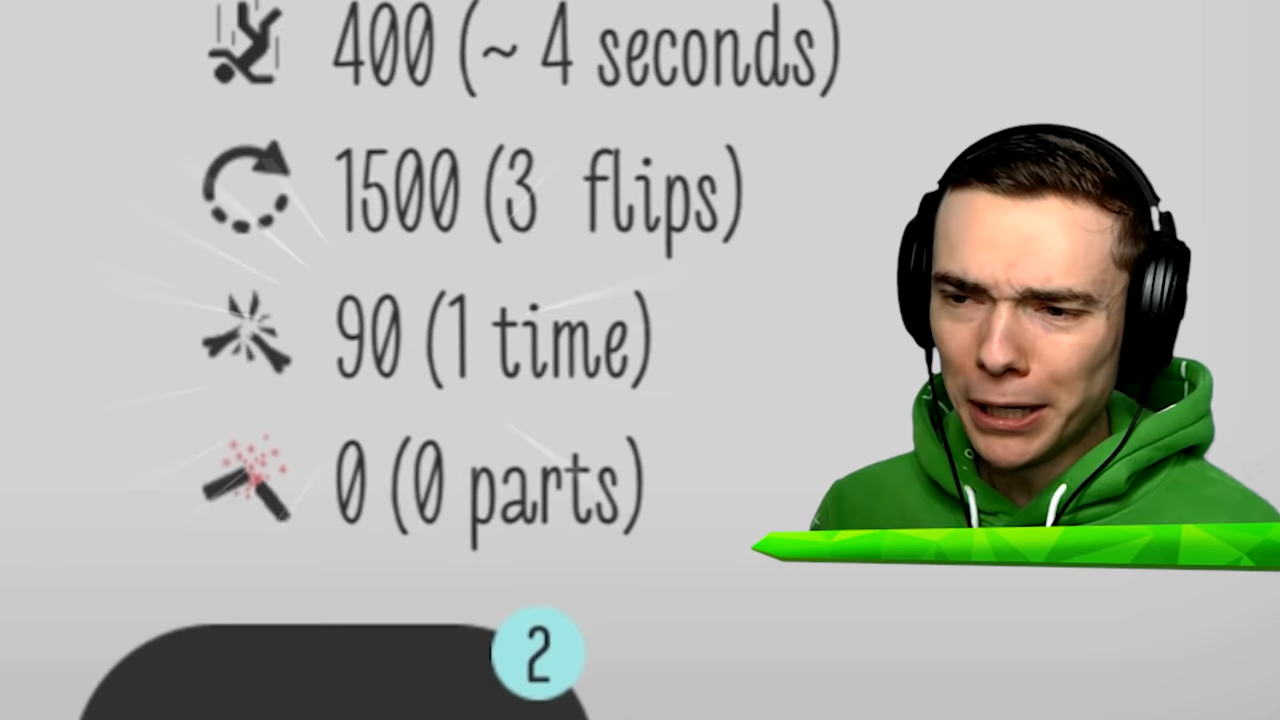 400 (~ 4 seconds)
1500 (3 flips)
90 (1 time)
0 (0 parts)
2